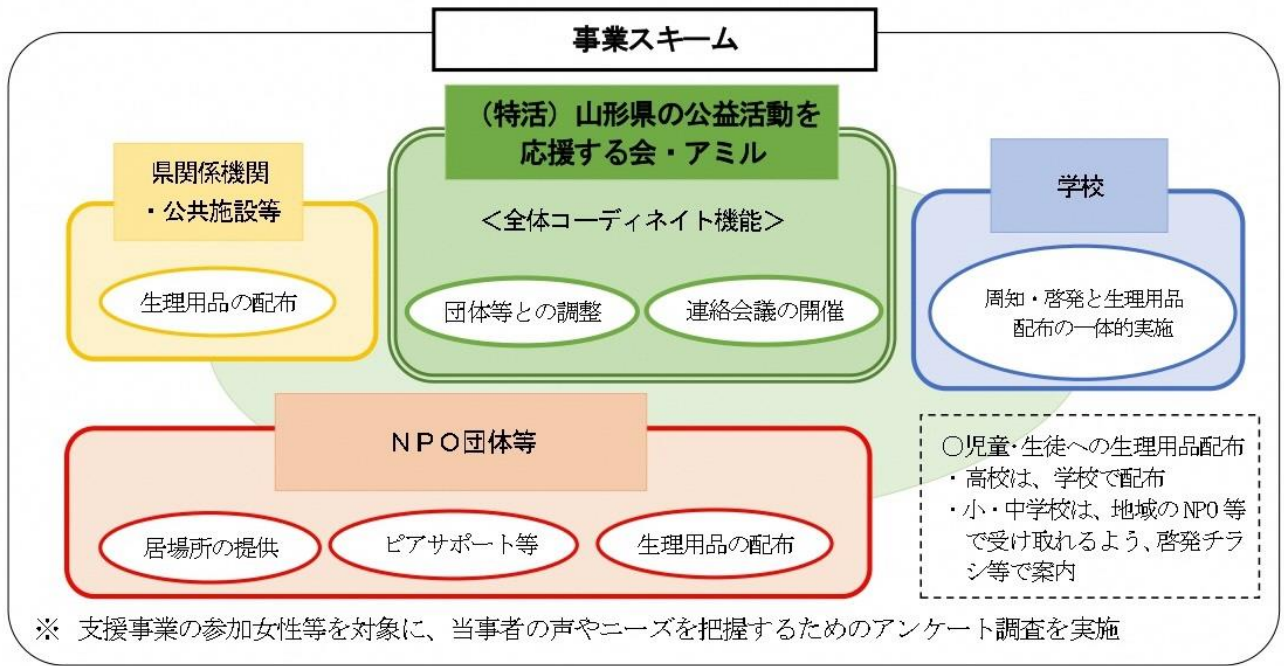 事業スキーム
(特活)山形県の公益活動を
応援する会・アミル
<全体コーディネイト機能>
団体等との調整
連絡会議の開催
県関係機関
・公共施設等
生理用品の配布
学校
周知・啓発と生理用品
配布の一体的実施
NPO団体等
居場所の提供
ピアサポート等
生理用品の配布
○児童・生徒への生理用品配布
・高校は、学校で配布
・小・中学校は、地域のNPO等
で受け取れるよう、啓発チラ
シ等で案内
※ 支援事業の参加女性等を対象に、当事者の声やニーズを把握するためのアンケート調査を実施